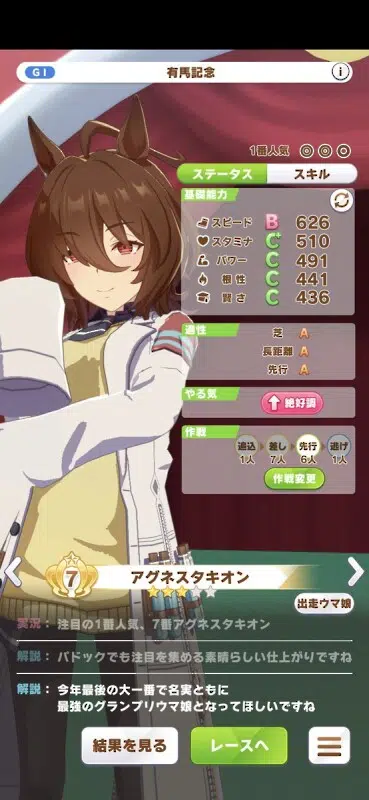 GI
有馬記念
i
1番人気 ◎ ◎ ○
ステータス
スキル
基礎能力
スピード B 626
スタミナ C+ 510
パワー C 491
根性 C 441
賢さ C 436
適性
芝 A
長距離 A
先行 A
やる気
絶好調
作戦
追込 差し 先行 逃げ
1人 7人 6人 1人
作戦変更
7
アグネスタキオン
出走ウマ娘
実況： 注目の1番人気、7番アグネスタキオン
解説： パドックでも注目を集める素晴らしい仕上がりですね
解説： 今年最後の大一番で名実ともに
最強のグランプリウマ娘となってほしいですね
結果を見る
レースへ